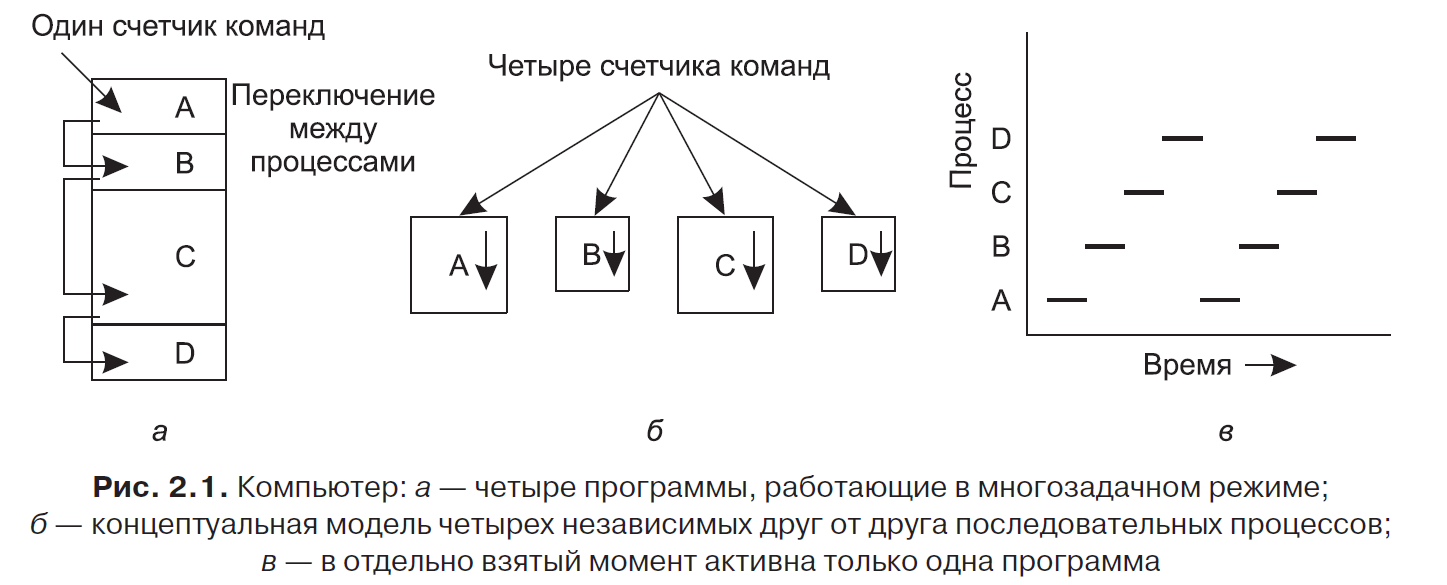 Один счетчик команд
A
B
C
D
Переключение
между
процессами
а
Четыре счетчика команд
A
B
C
D
б
Процесс
D
C
B
A
Время
в
Рис. 2.1. Компьютер: а — четыре программы, работающие в многозадачном режиме;
б — концептуальная модель четырех независимых друг от друга последовательных процессов;
в — в отдельно взятый момент активна только одна программа